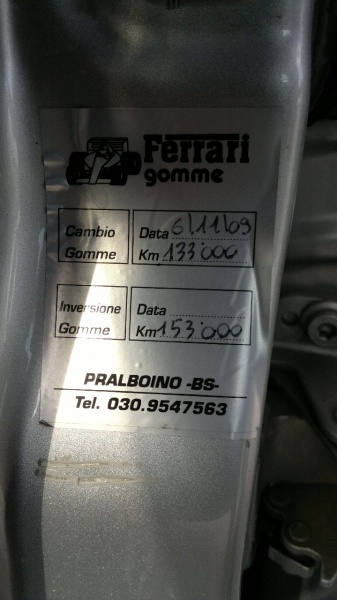 Ferrari
gomme
Cambio Gomme
Data 6/11/09
Km 133'000
Inversione Gomme
Data
Km 153'000
PRALBOINO -BS-
Tel. 030.9547563